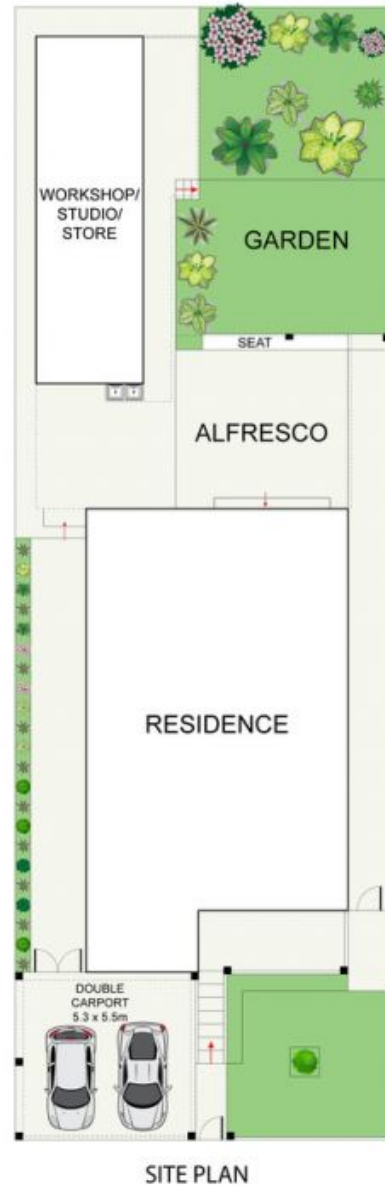 WORKSHOP/
STUDIO/
STORE
GARDEN
SEAT
ALFRESCO
RESIDENCE
DOUBLE
CARPORT
5.3 x 5.5m
SITE PLAN